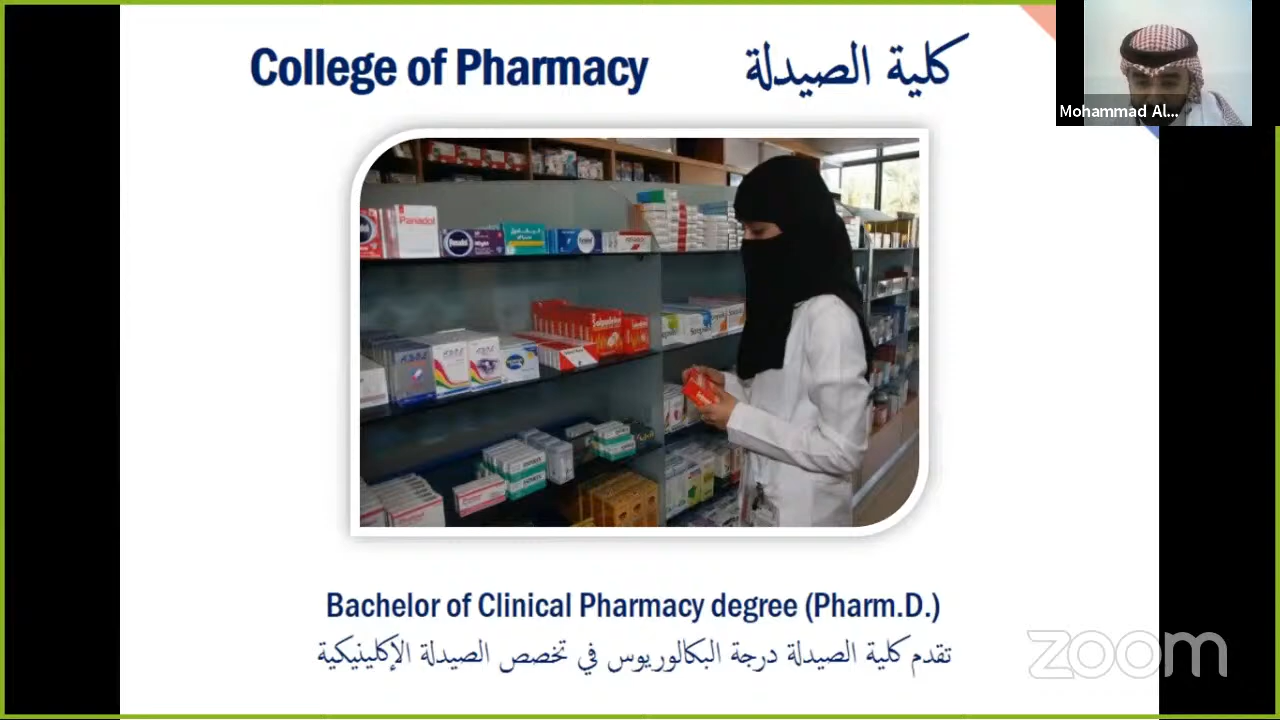 College of Pharmacy
كلية الصيدلة
Mohammad Al...
Panadol
Bachelor of Clinical Pharmacy degree (Pharm.D.)
تقدم كلية الصيدلة درجة البكالوريوس في تخصص الصيدلة الإكلينيكية
zoom